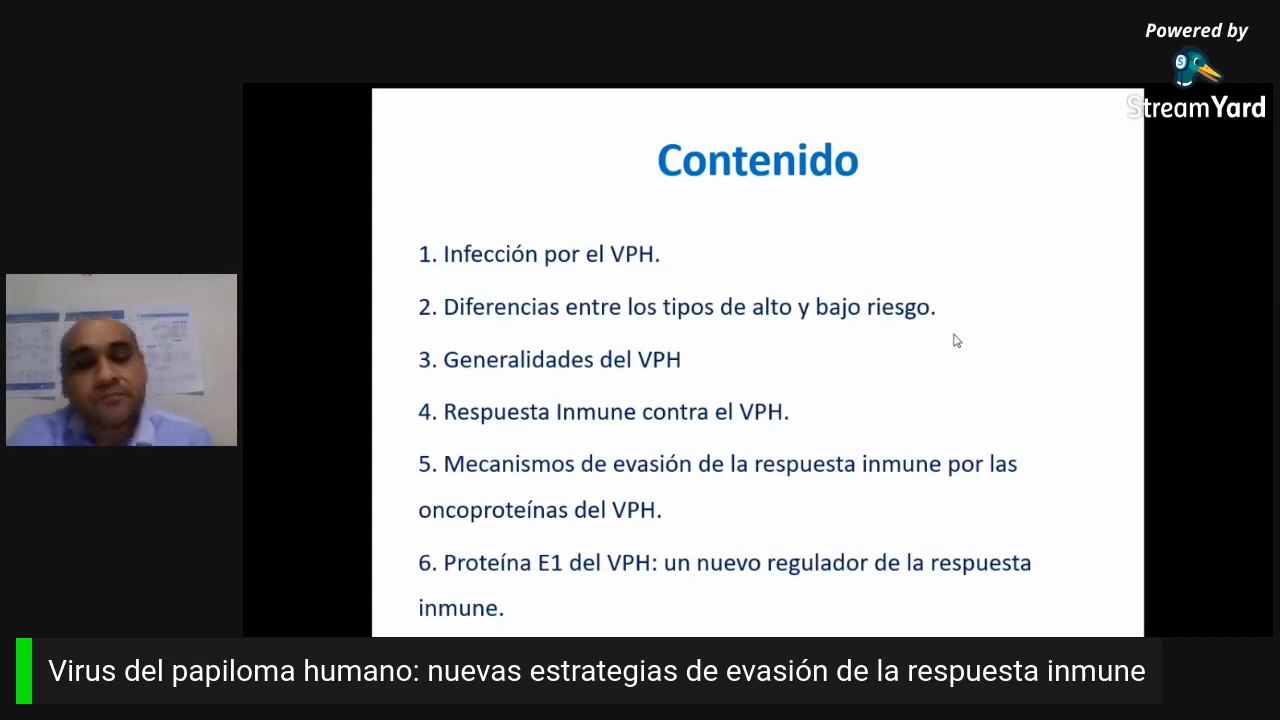 Powered by
StreamYard
Contenido
1. Infección por el VPH.
2. Diferencias entre los tipos de alto y bajo riesgo.
3. Generalidades del VPH
4. Respuesta Inmune contra el VPH.
5. Mecanismos de evasión de la respuesta inmune por las
oncoproteínas del VPH.
6. Proteína E1 del VPH: un nuevo regulador de la respuesta
inmune.
Virus del papiloma humano: nuevas estrategias de evasión de la respuesta inmune